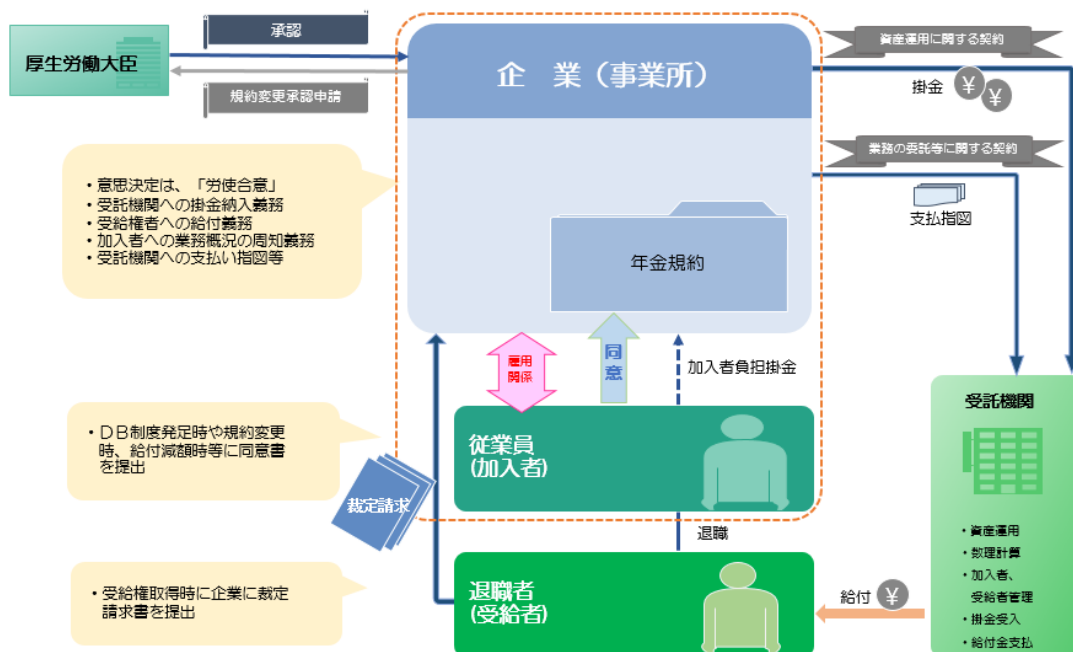 厚生労働大臣
承認
規約変更承認申請
企 業（事業所）
資産運用に関する契約
掛金
¥
¥
業務の委託等に関する契約
支払指図
・意思決定は、「労使合意」
・受託機関への掛金納入義務
・受給権者への給付義務
・加入者への業務概況の周知義務
・受託機関への支払い指図等
年金規約
雇用
関係
同
意
加入者負担掛金
受託機関
・ＤＢ制度発定時や規約変更
時、給付減額時等に同意書
を提出
裁定請求
従業員
(加入者)
退職
・資産運用
・数理計算
・加入者、
受給者管理
・掛金受入
・給付金支払
・受給権取得時に企業に裁定
請求書を提出
退職者
(受給者)
給付
¥